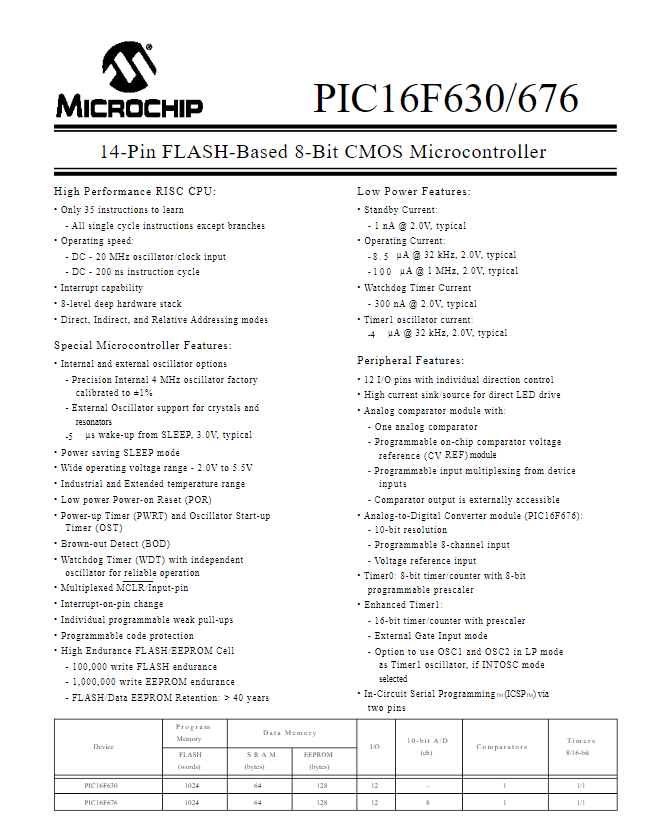 MICROCHIP
PIC16F630/676
14-Pin FLASH-Based 8-Bit CMOS Microcontroller
High Performance RISC CPU:
• Only 35 instructions to learn
- All single cycle instructions except branches
• Operating speed:
- DC - 20 MHz oscillator/clock input
- DC - 200 ns instruction cycle
• Interrupt capability
• 8-level deep hardware stack
• Direct, Indirect, and Relative Addressing modes
Special Microcontroller Features:
• Internal and external oscillator options
- Precision Internal 4 MHz oscillator factory
calibrated to ±1%
- External Oscillator support for crystals and
resonators
-5 µs wake-up from SLEEP, 3.0V, typical
• Power saving SLEEP mode
• Wide operating voltage range - 2.0V to 5.5V
• Industrial and Extended temperature range
• Low power Power-on Reset (POR)
• Power-up Timer (PWRT) and Oscillator Start-up
Timer (OST)
• Brown-out Detect (BOD)
• Watchdog Timer (WDT) with independent
oscillator for reliable operation
• Multiplexed MCLR/Input-pin
• Interrupt-on-pin change
• Individual programmable weak pull-ups
• Programmable code protection
• High Endurance FLASH/EEPROM Cell
- 100,000 write FLASH endurance
- 1,000,000 write EEPROM endurance
- FLASH/Data EEPROM Retention: > 40 years
Low Power Features:
• Standby Current:
- 1 nA @ 2.0V, typical
• Operating Current:
-8.5 µA @ 32 kHz, 2.0V, typical
-100 µA @ 1 MHz, 2.0V, typical
• Watchdog Timer Current
- 300 nA @ 2.0V, typical
• Timer1 oscillator current:
-4 µA @ 32 kHz, 2.0V, typical
Peripheral Features:
• 12 I/O pins with individual direction control
• High current sink/source for direct LED drive
• Analog comparator module with:
- One analog comparator
- Programmable on-chip comparator voltage
reference (CV REF) module
- Programmable input multiplexing from device
inputs
- Comparator output is externally accessible
• Analog-to-Digital Converter module (PIC16F676):
- 10-bit resolution
- Programmable 8-channel input
- Voltage reference input
• Timer0: 8-bit timer/counter with 8-bit
programmable prescaler
• Enhanced Timer1:
- 16-bit timer/counter with prescaler
- External Gate Input mode
- Option to use OSC1 and OSC2 in LP mode
as Timer1 oscillator, if INTOSC mode
selected
• In-Circuit Serial Programming TM (ICSP TM) via
two pins
Device
Program
Memory
Data Memory
I/O
10-bit A/D
(ch)
Comparators
Timers
8/16-bit
FLASH
(words)
SRAM
(bytes)
EEPROM
(bytes)
PIC16F630 1024 64 128 12 – 1 1/1
PIC16F676 1024 64 128 12 8 1 1/1